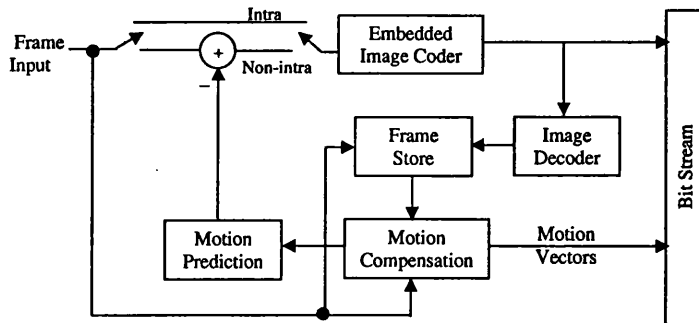 Intra
Frame
Input
+
Non-intra
−
Embedded
Image Coder
Frame
Store
Image
Decoder
Motion
Prediction
Motion
Compensation
Motion
Vectors
Bit Stream